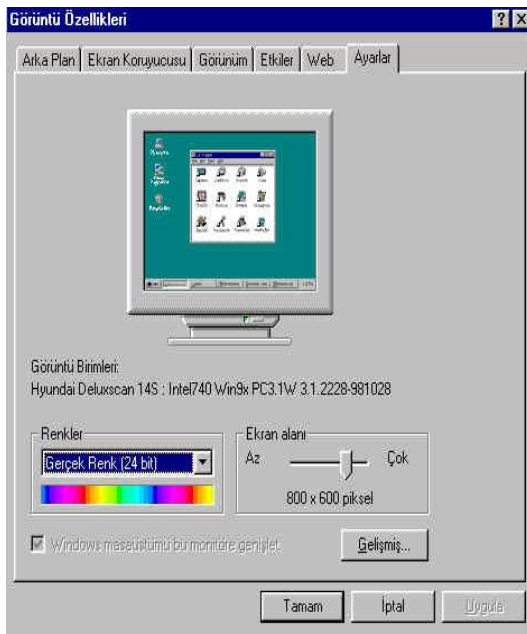 Görüntü Özellikleri
Arka Plan Ekran Koruyucusu Görünüm Etkiler Web Ayarlar
Görüntü Birimleri:
Hyundai Deluxscan 14S : Intel740 Win9x PC3.1W 3.1.2228-981028
Renkler Ekran alanı
Gerçek Renk (24 bit) Az Çok
800 x 600 piksel
Windows masaüstümü bu monitöre genişlet Gelişmiş...
Tamam İptal Uygula